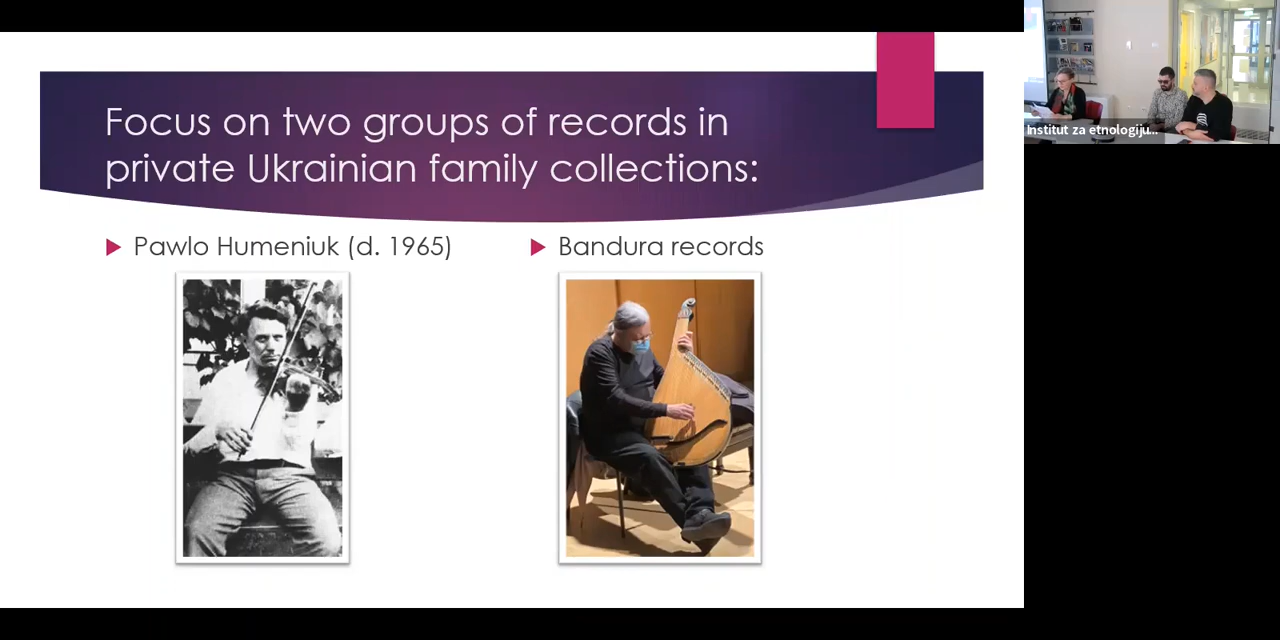 Focus on two groups of records in
private Ukrainian family collections:
Pawlo Humeniuk (d. 1965)
Bandura records
Institut za etnologiju...